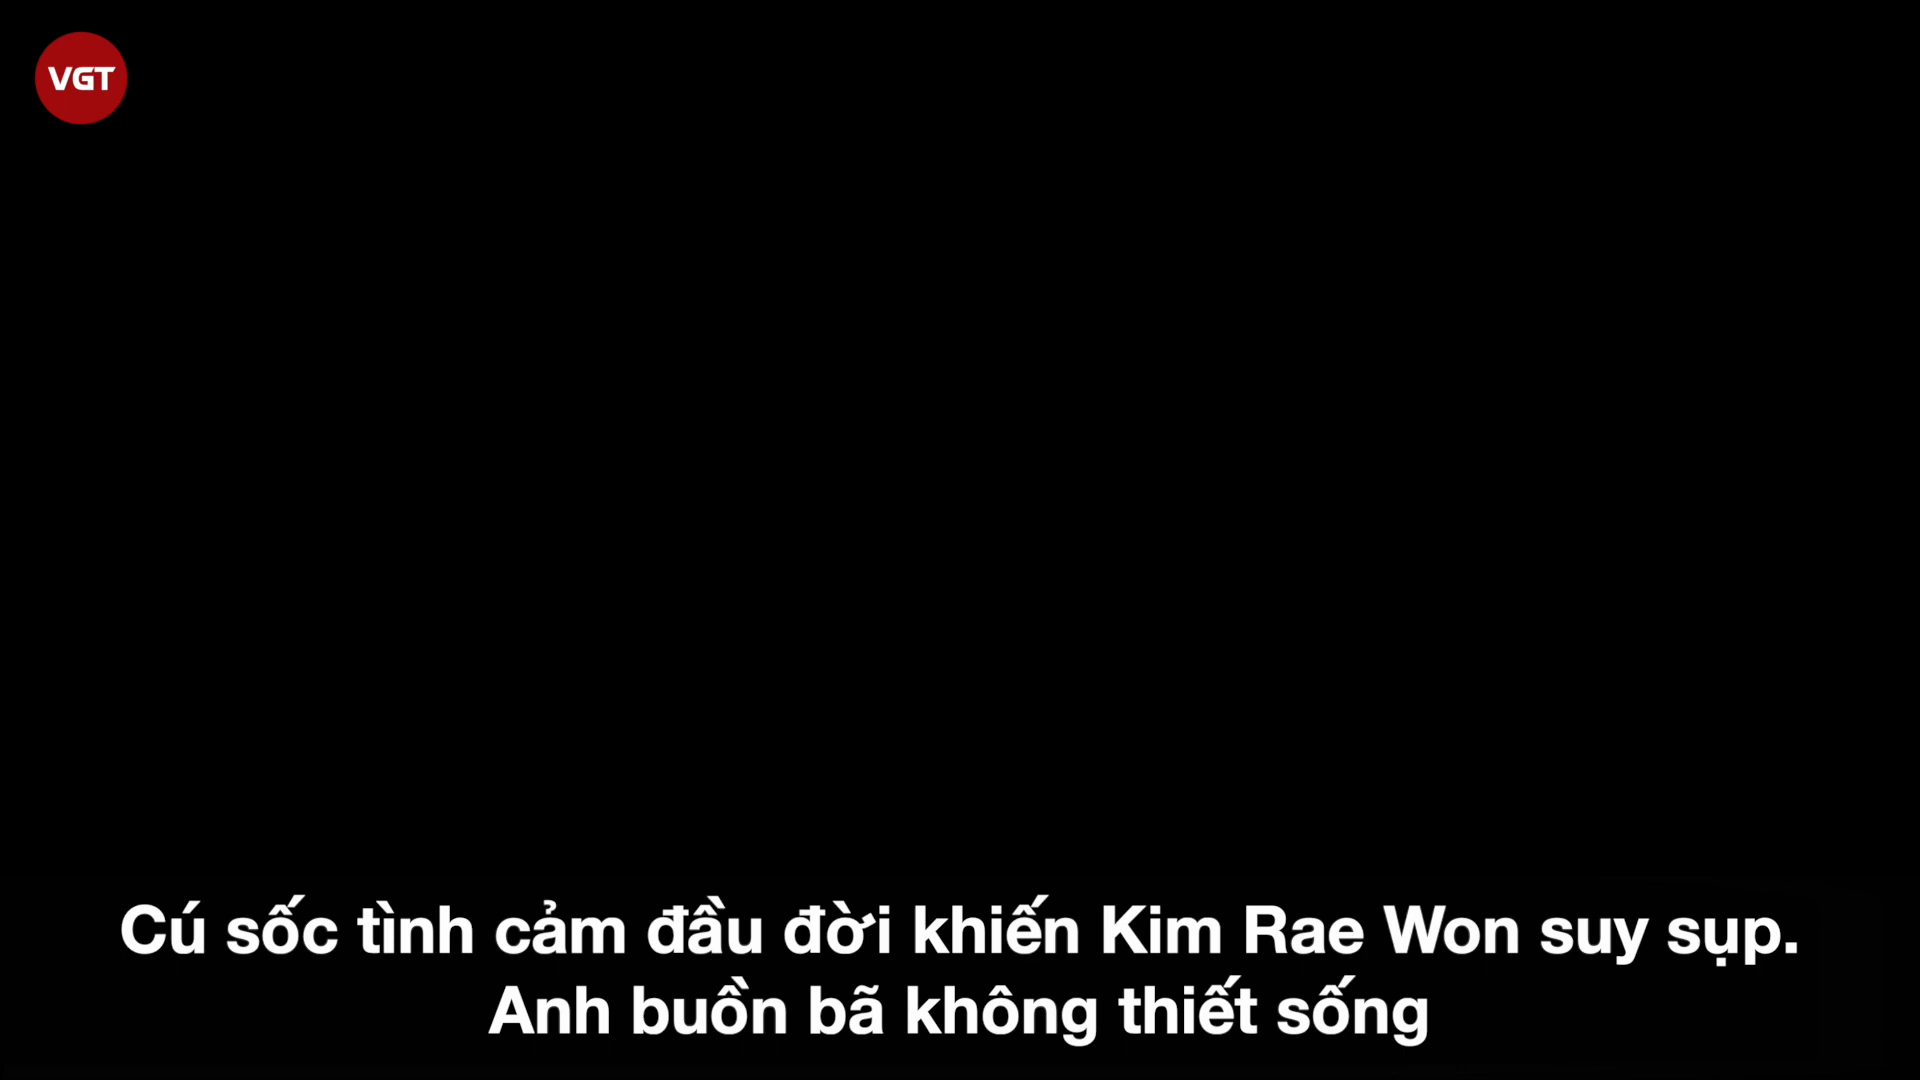 VGT
Cú sốc tình cảm đầu đời khiến Kim Rae Won suy sụp.
Anh buồn bã không thiết sống